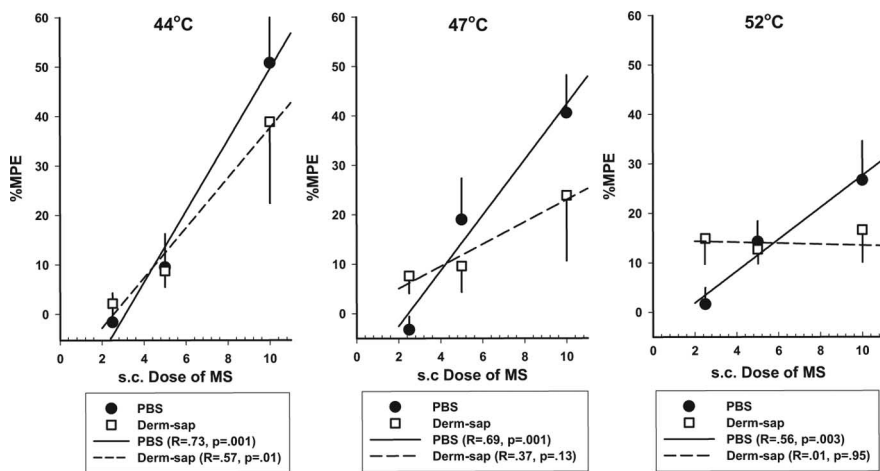 44°C
60
50
40
30
20
10
0
%MPE
0 2 4 6 8 10
s.c. Dose of MS
PBS
Derm-sap
PBS (R=.73, p=.001)
Derm-sap (R=.57, p=.01)
47°C
60
50
40
30
20
10
0
%MPE
0 2 4 6 8 10
s.c. Dose of MS
PBS
Derm-sap
PBS (R=.69, p=.001)
Derm-sap (R=.37, p=.13)
52°C
60
50
40
30
20
10
0
%MPE
0 2 4 6 8 10
s.c. Dose of MS
PBS
Derm-sap
PBS (R=.56, p=.003)
Derm-sap (R=.01, p=.95)